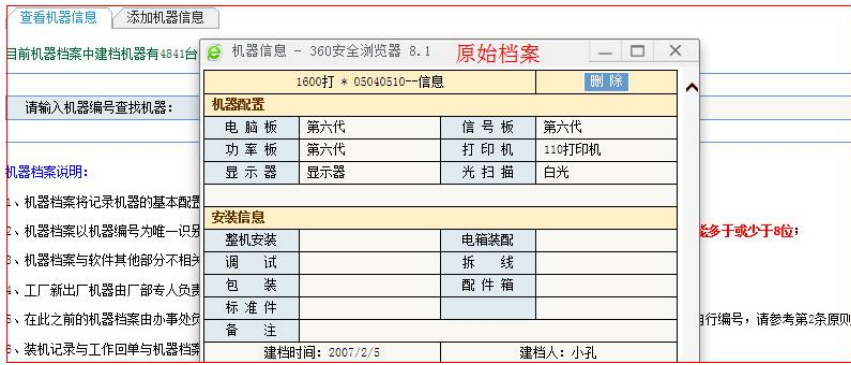 查看机器信息 添加机器信息
目前机器档案中建档机器有4841台
机器信息 - 360安全浏览器 8.1 原始档案
1600打 * 05040510--信息 删 除
请输入机器编号查找机器：
机器配置
电 脑 板 第六代 信 号 板 第六代
功 率 板 第六代 打 印 机 110打印机
显 示 器 显示器 光 扫 描 白光
机器档案说明：
1、机器档案将记录机器的基本配置
安装信息
2、机器档案以机器编号为唯一识别 多于或少于8位；
整机安装 电箱装配
3、机器档案与软件其他部分不相关
调 试 拆 线
4、工厂新出厂机器由厂部专人负责
包 装 配 件 箱
标 准 件
5、在此之前的机器档案由办事处负 自行编号，请参考第2条原则
备 注
6、装机记录与工作回单与机器档案
建档时间：2007/2/5 建档人：小孔